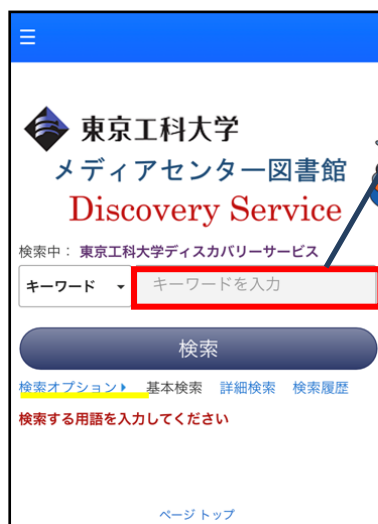 東京工科大学
メディアセンター図書館
Discovery Service
検索中： 東京工科大学ディスカバリーサービス
キーワード キーワードを入力
検索
検索オプション 基本検索 詳細検索 検索履歴
検索する用語を入力してください
ページ トップ